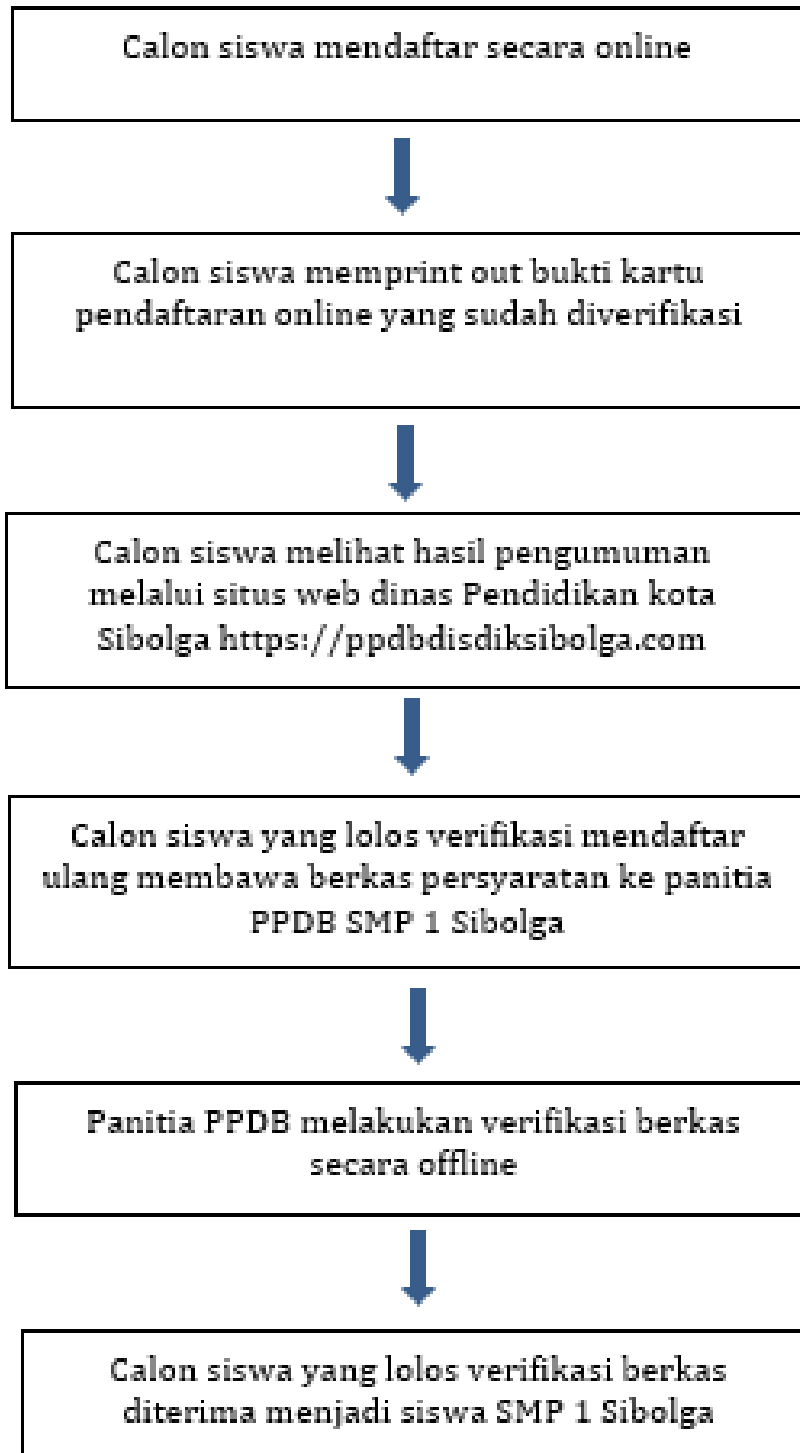 Calon siswa mendaftar secara online
Calon siswa memprint out bukti kartu
pendaftaran online yang sudah diverifikasi
Calon siswa melihat hasil pengumuman
melalui situs web dinas Pendidikan kota
Sibolga https://ppdbdisdiksibolga.com
Calon siswa yang lolos verifikasi mendaftar
ulang membawa berkas persyaratan ke panitia
PPDB SMP 1 Sibolga
Panitia PPDB melakukan verifikasi berkas
secara offline
Calon siswa yang lolos verifikasi berkas
diterima menjadi siswa SMP 1 Sibolga